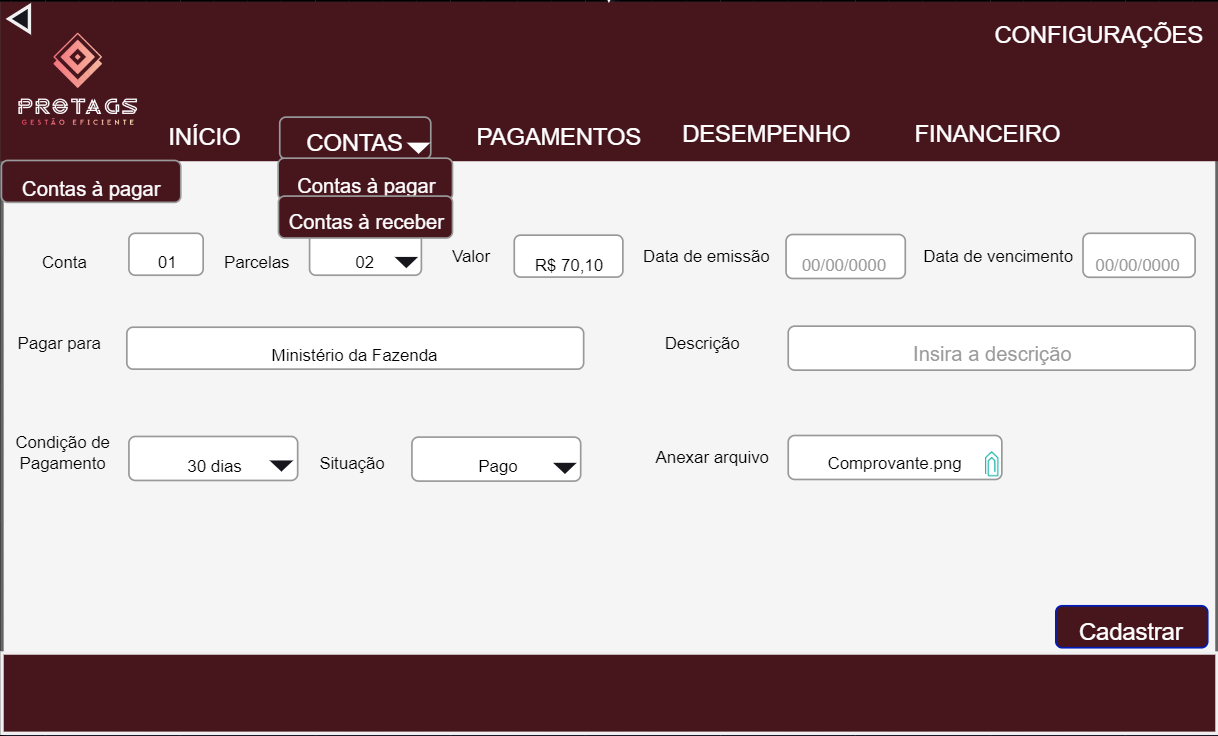 CONFIGURAÇÕES
PROTAGS
GESTÃO EFICIENTE
INÍCIO
CONTAS
PAGAMENTOS
DESEMPENHO
FINANCEIRO
Contas à pagar
Contas à pagar
Contas à receber
Conta
01
Parcelas
02
Valor
R$ 70,10
Data de emissão
00/00/0000
Data de vencimento
00/00/0000
Pagar para
Ministério da Fazenda
Descrição
Insira a descrição
Condição de
Pagamento
30 dias
Situação
Pago
Anexar arquivo
Comprovante.png
Cadastrar